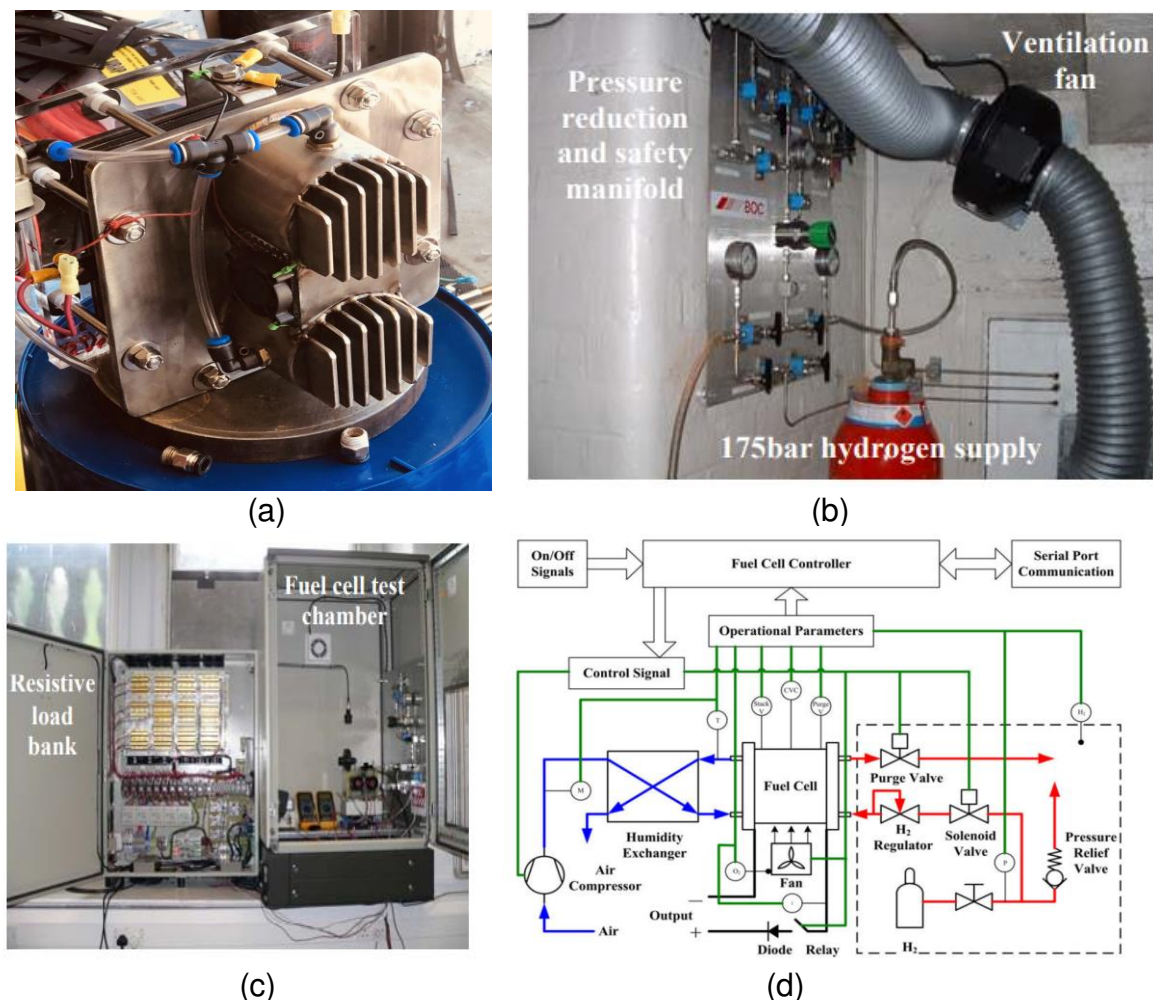 (a)
Pressure
reduction
and safety
manifold
Ventilation
fan
BOC
175bar hydrogen supply
(b)
Resistive
load
bank
Fuel cell test
chamber
(c)
On/Off
Signals
Fuel Cell Controller
Serial Port
Communication
Operational Parameters
Control Signal
T
Stack
V
CVC
Purge
V
H₂
M
Fuel Cell
Purge Valve
Humidity
Exchanger
H₂
Regulator
Solenoid
Valve
Pressure
Relief
Valve
P
Air
Compressor
O₂
Fan
Output
−
+
Air
Diode
Relay
H₂
(d)